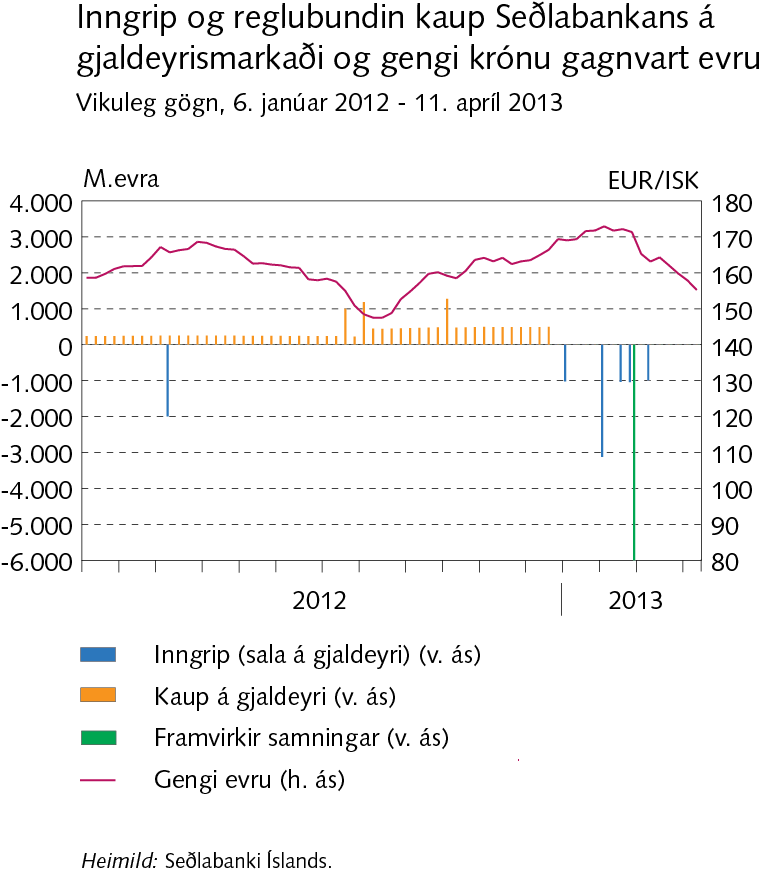 Inngrip og reglubundin kaup Seðlabankans á
gjaldeyrismarkaði og gengi krónu gagnvart evru
Vikuleg gögn, 6. janúar 2012 - 11. apríl 2013
M.evra EUR/ISK
4.000 180
3.000 170
2.000 160
1.000 150
0 140
-1.000 130
-2.000 120
-3.000 110
-4.000 100
-5.000 90
-6.000 80
2012 2013
Inngrip (sala á gjaldeyri) (v. ás)
Kaup á gjaldeyri (v. ás)
Framvirkir samningar (v. ás)
Gengi evru (h. ás)
Heimild: Seðlabanki Íslands.